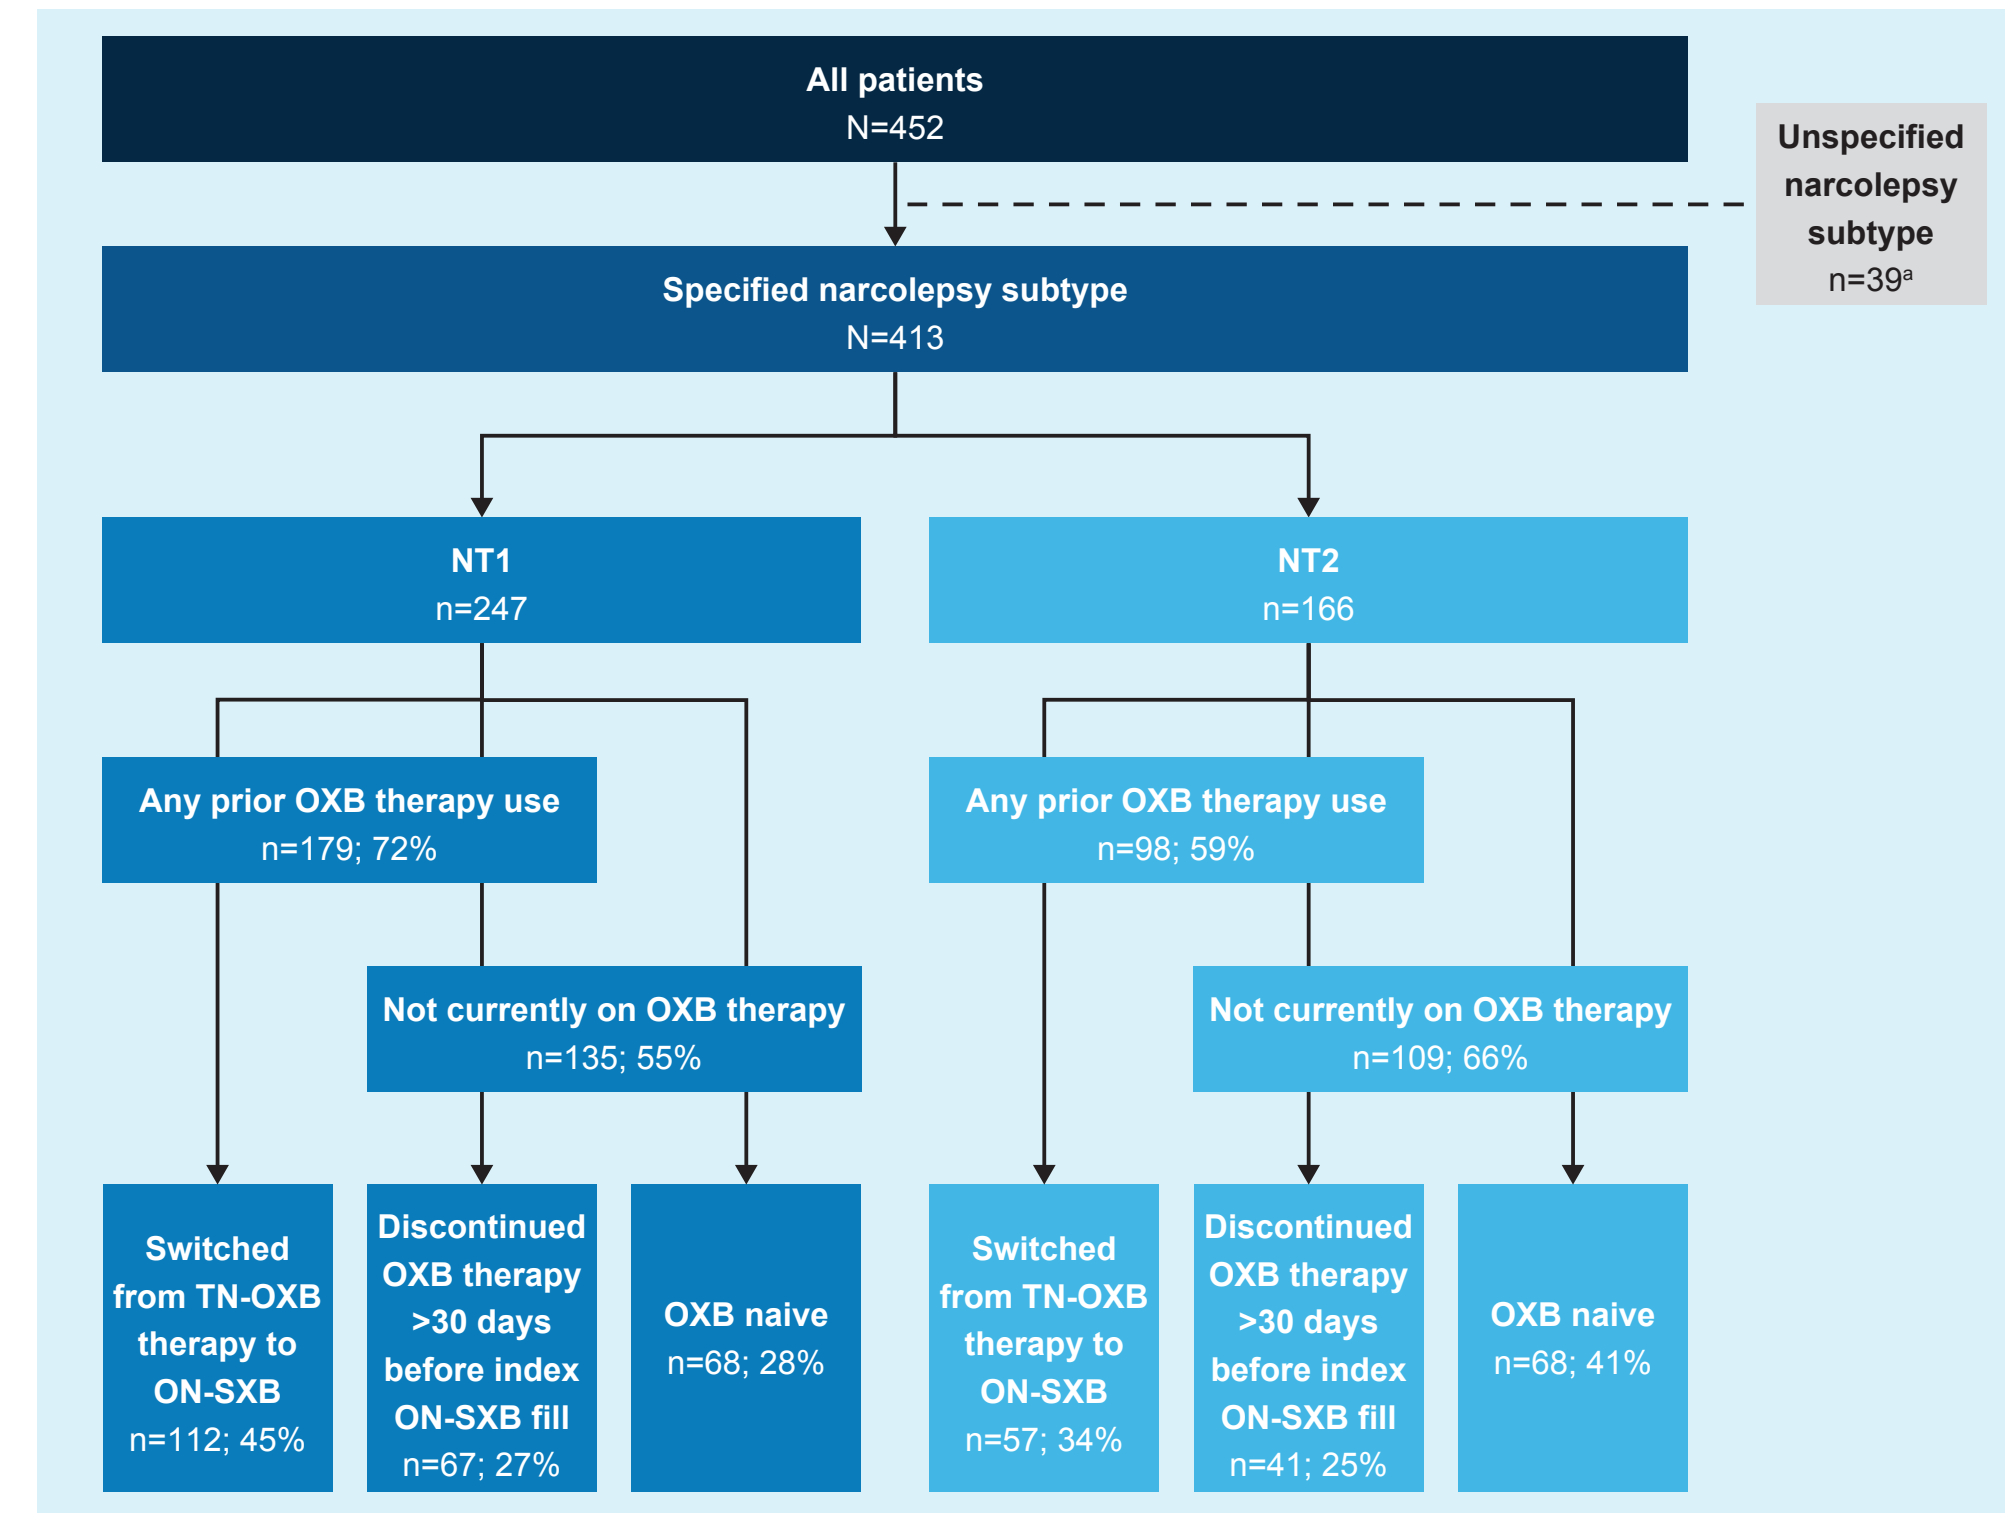 All patients
N=452
Unspecified
narcolepsy
subtype
n=39ᵃ
Specified narcolepsy subtype
N=413
NT1
n=247
NT2
n=166
Any prior OXB therapy use
n=179; 72%
Any prior OXB therapy use
n=98; 59%
Not currently on OXB therapy
n=135; 55%
Not currently on OXB therapy
n=109; 66%
Switched
from TN-OXB
therapy to
ON-SXB
n=112; 45%
Discontinued
OXB therapy
>30 days
before index
ON-SXB fill
n=67; 27%
OXB naive
n=68; 28%
Switched
from TN-OXB
therapy to
ON-SXB
n=57; 34%
Discontinued
OXB therapy
>30 days
before index
ON-SXB fill
n=41; 25%
OXB naive
n=68; 41%